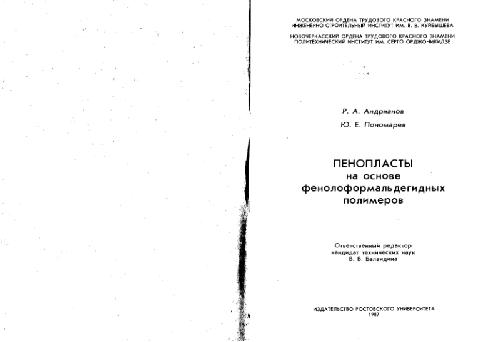 МОСКОВСКИЙ ОРДЕНА ТРУДОВОГО КРАСНОГО ЗНАМЕНИ
ИНЖЕНЕРНО-СТРОИТЕЛЬНЫЙ ИНСТИТУТ ИМ. В. В. КУЙБЫШЕВА
НОВОЧЕРКАССКИЙ ОРДЕНА ТРУДОВОГО КРАСНОГО ЗНАМЕНИ
ПОЛИТЕХНИЧЕСКИЙ ИНСТИТУТ ИМ. СЕРГО ОРДЖОНИКИДЗЕ
Р. А. Андрианов
Ю. Е. Пономарев
ПЕНОПЛАСТЫ
на основе
фенолоформальдегидных
полимеров
Ответственный редактор
кандидат технических наук
В. В. Баландина
ИЗДАТЕЛЬСТВО РОСТОВСКОГО УНИВЕРСИТЕТА
1987